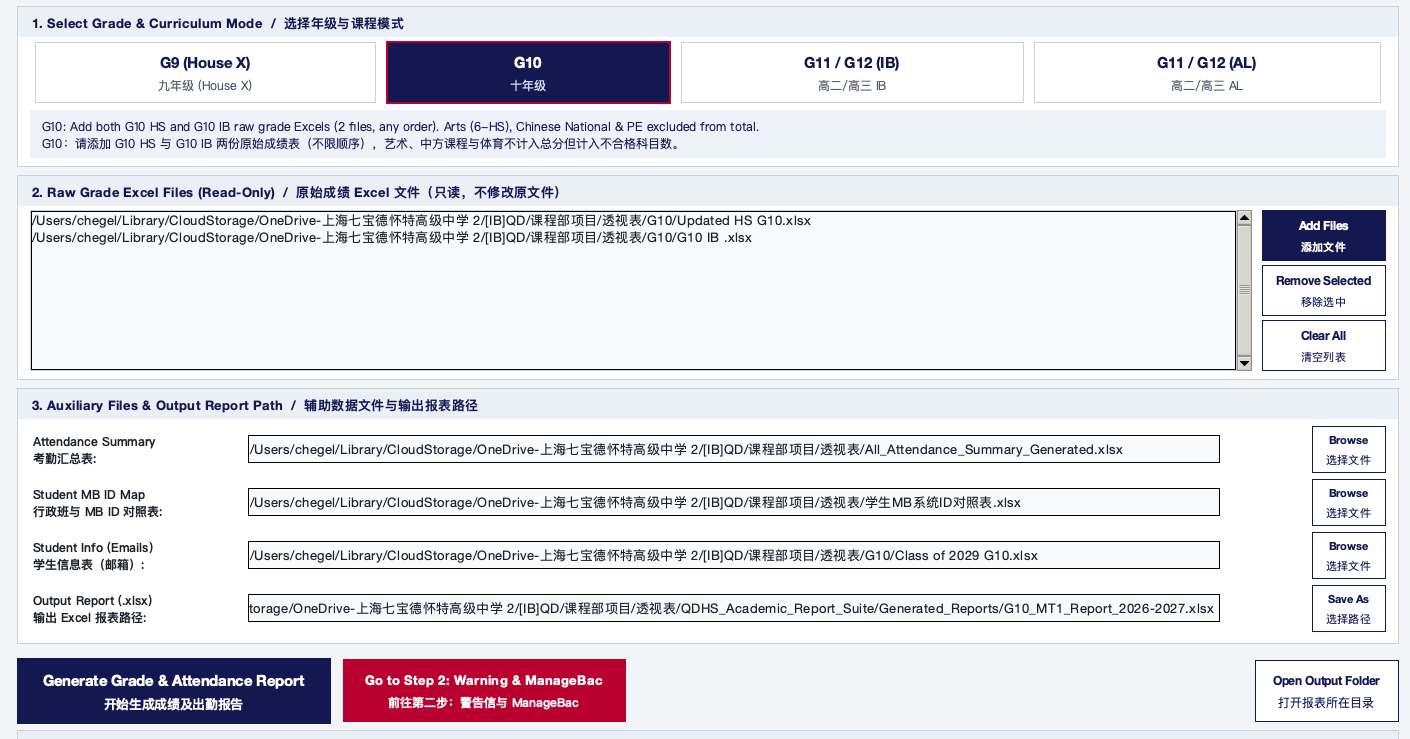 1. Select Grade & Curriculum Mode / 选择年级与课程模式
G9 (House X)
九年级 (House X)
G10
十年级
G11 / G12 (IB)
高二/高三 IB
G11 / G12 (AL)
高二/高三 AL
G10: Add both G10 HS and G10 IB raw grade Excels (2 files, any order). Arts (6–HS), Chinese National & PE excluded from total.
G10：请添加 G10 HS 与 G10 IB 两份原始成绩表（不限顺序），艺术、中方课程与体育不计入总分但计入不合格科目数。
2. Raw Grade Excel Files (Read-Only) / 原始成绩 Excel 文件（只读，不修改原文件）
/Users/chegel/Library/CloudStorage/OneDrive-上海七宝德怀特高级中学 2/[IB]QD/课程部项目/透视表/G10/Updated HS G10.xlsx
/Users/chegel/Library/CloudStorage/OneDrive-上海七宝德怀特高级中学 2/[IB]QD/课程部项目/透视表/G10/G10 IB .xlsx
Add Files
添加文件
Remove Selected
移除选中
Clear All
清空列表
3. Auxiliary Files & Output Report Path / 辅助数据文件与输出报表路径
Attendance Summary
考勤汇总表:
/Users/chegel/Library/CloudStorage/OneDrive-上海七宝德怀特高级中学 2/[IB]QD/课程部项目/透视表/All_Attendance_Summary_Generated.xlsx
Browse
选择文件
Student MB ID Map
行政班与 MB ID 对照表:
/Users/chegel/Library/CloudStorage/OneDrive-上海七宝德怀特高级中学 2/[IB]QD/课程部项目/透视表/学生MB系统ID对照表.xlsx
Browse
选择文件
Student Info (Emails)
学生信息表（邮箱）:
/Users/chegel/Library/CloudStorage/OneDrive-上海七宝德怀特高级中学 2/[IB]QD/课程部项目/透视表/G10/Class of 2029 G10.xlsx
Browse
选择文件
Output Report (.xlsx)
输出 Excel 报表路径:
torage/OneDrive-上海七宝德怀特高级中学 2/[IB]QD/课程部项目/透视表/QDHS_Academic_Report_Suite/Generated_Reports/G10_MT1_Report_2026-2027.xlsx
Save As
选择路径
Generate Grade & Attendance Report
开始生成成绩及出勤报告
Go to Step 2: Warning & ManageBac
前往第二步：警告信与 ManageBac
Open Output Folder
打开报表所在目录